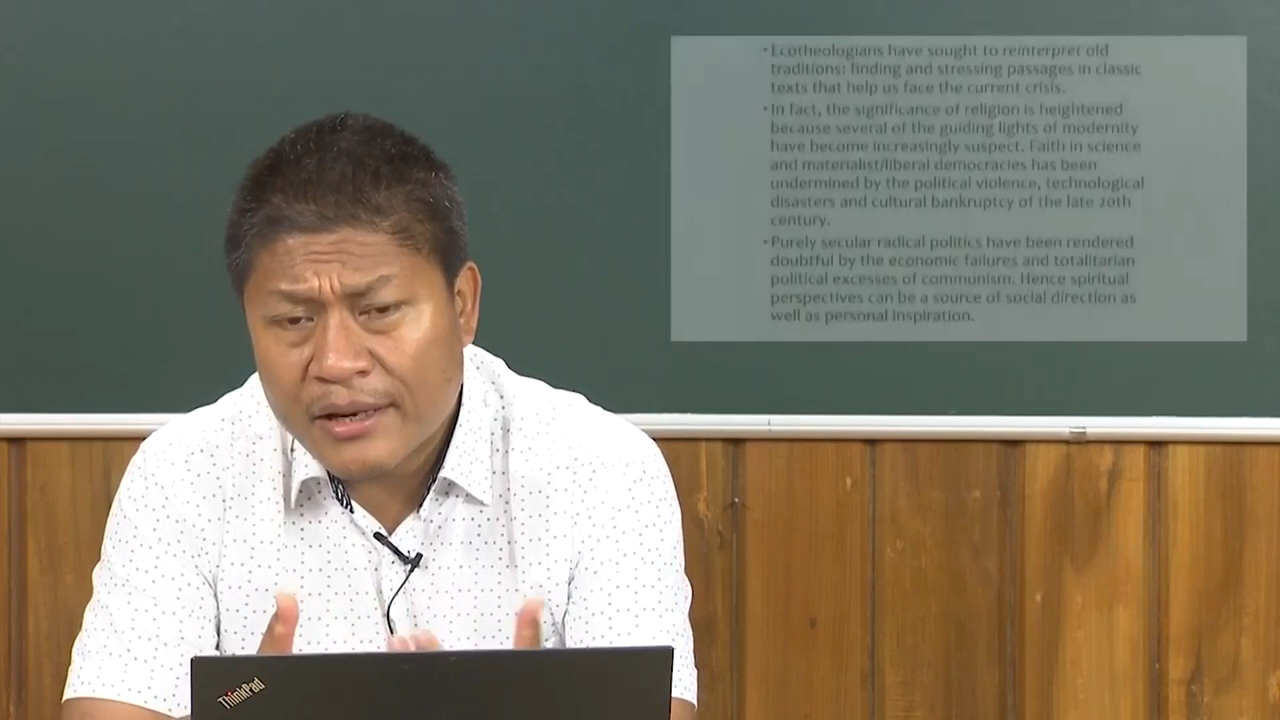 •Ecotheologians have sought to reinterpret old
traditions: finding and stressing passages in classic
texts that help us face the current crisis.
•In fact, the significance of religion is heightened
because several of the guiding lights of modernity
have become increasingly suspect. Faith in science
and materialist/liberal democracies has been
undermined by the political violence, technological
disasters and cultural bankruptcy of the late 20th
century.
•Purely secular radical politics have been rendered
doubtful by the economic failures and totalitarian
political excesses of communism. Hence spiritual
perspectives can be a source of social direction as
well as personal inspiration.
ThinkPad